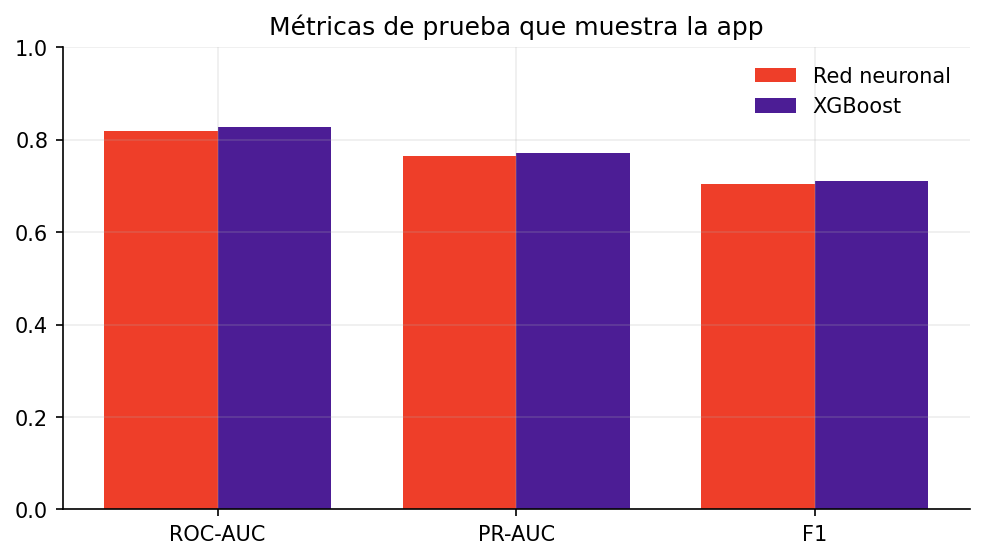 Métricas de prueba que muestra la app
1.0
0.8
0.6
0.4
0.2
0.0
Red neuronal
XGBoost
ROC-AUC
PR-AUC
F1